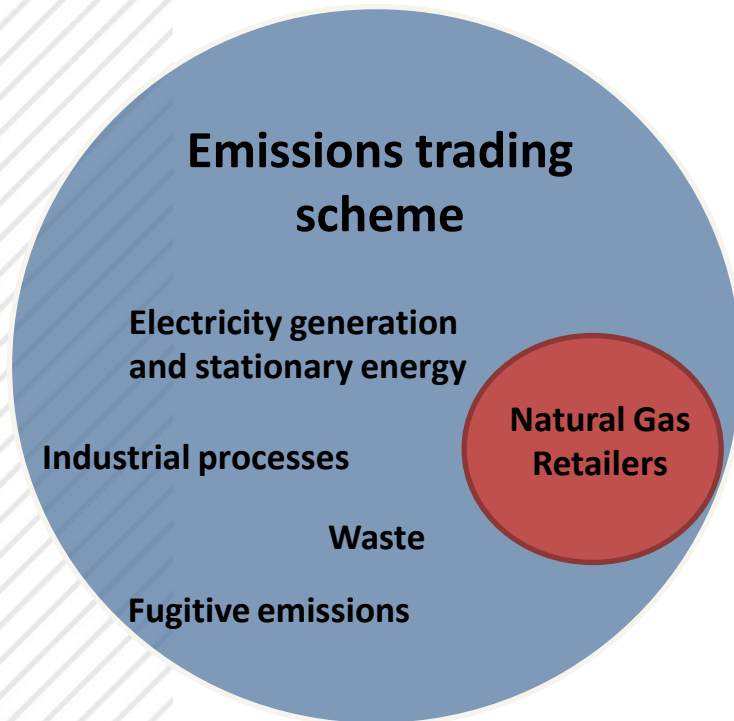 Emissions trading
scheme
Electricity generation
and stationary energy
Natural Gas
Retailers
Industrial processes
Waste
Fugitive emissions